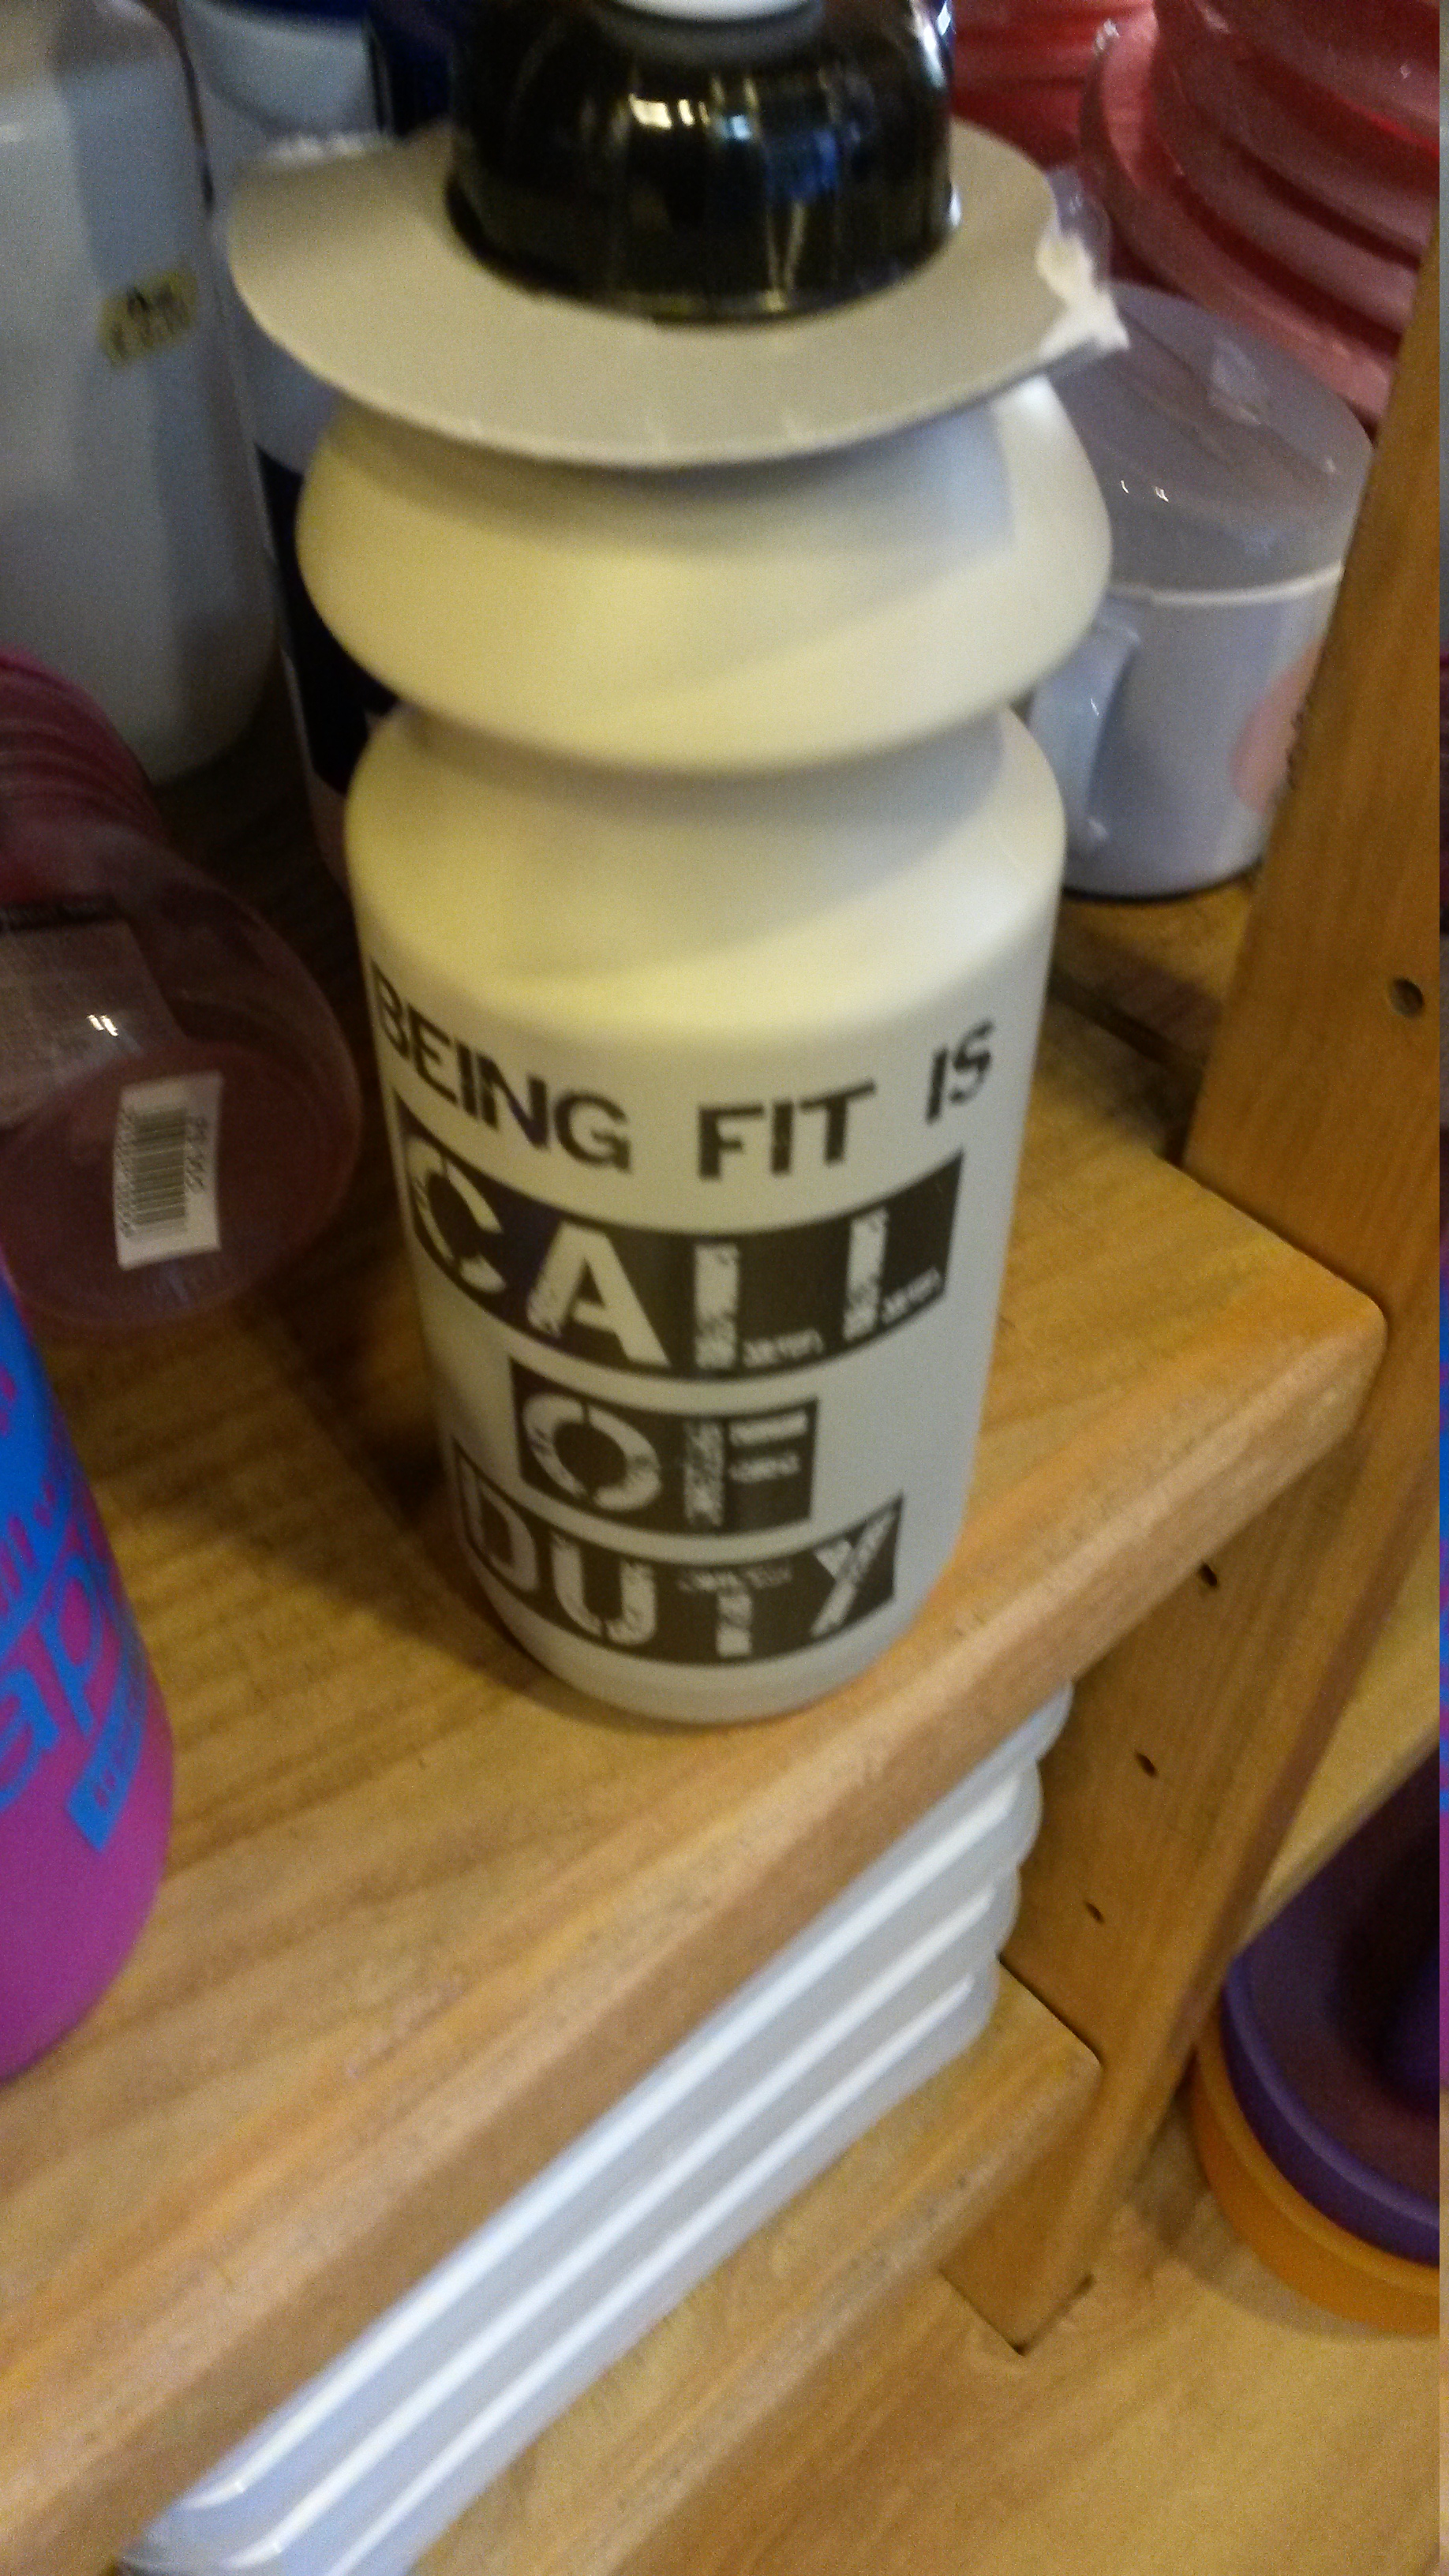 BEING FIT IS
CALL
OF
DUTY